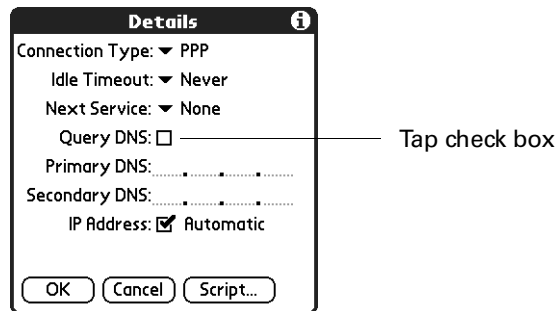 Details
Connection Type: PPP
Idle Timeout: Never
Next Service: None
Query DNS:
Tap check box
Primary DNS:
Secondary DNS:
IP Address: Automatic
OK Cancel Script...